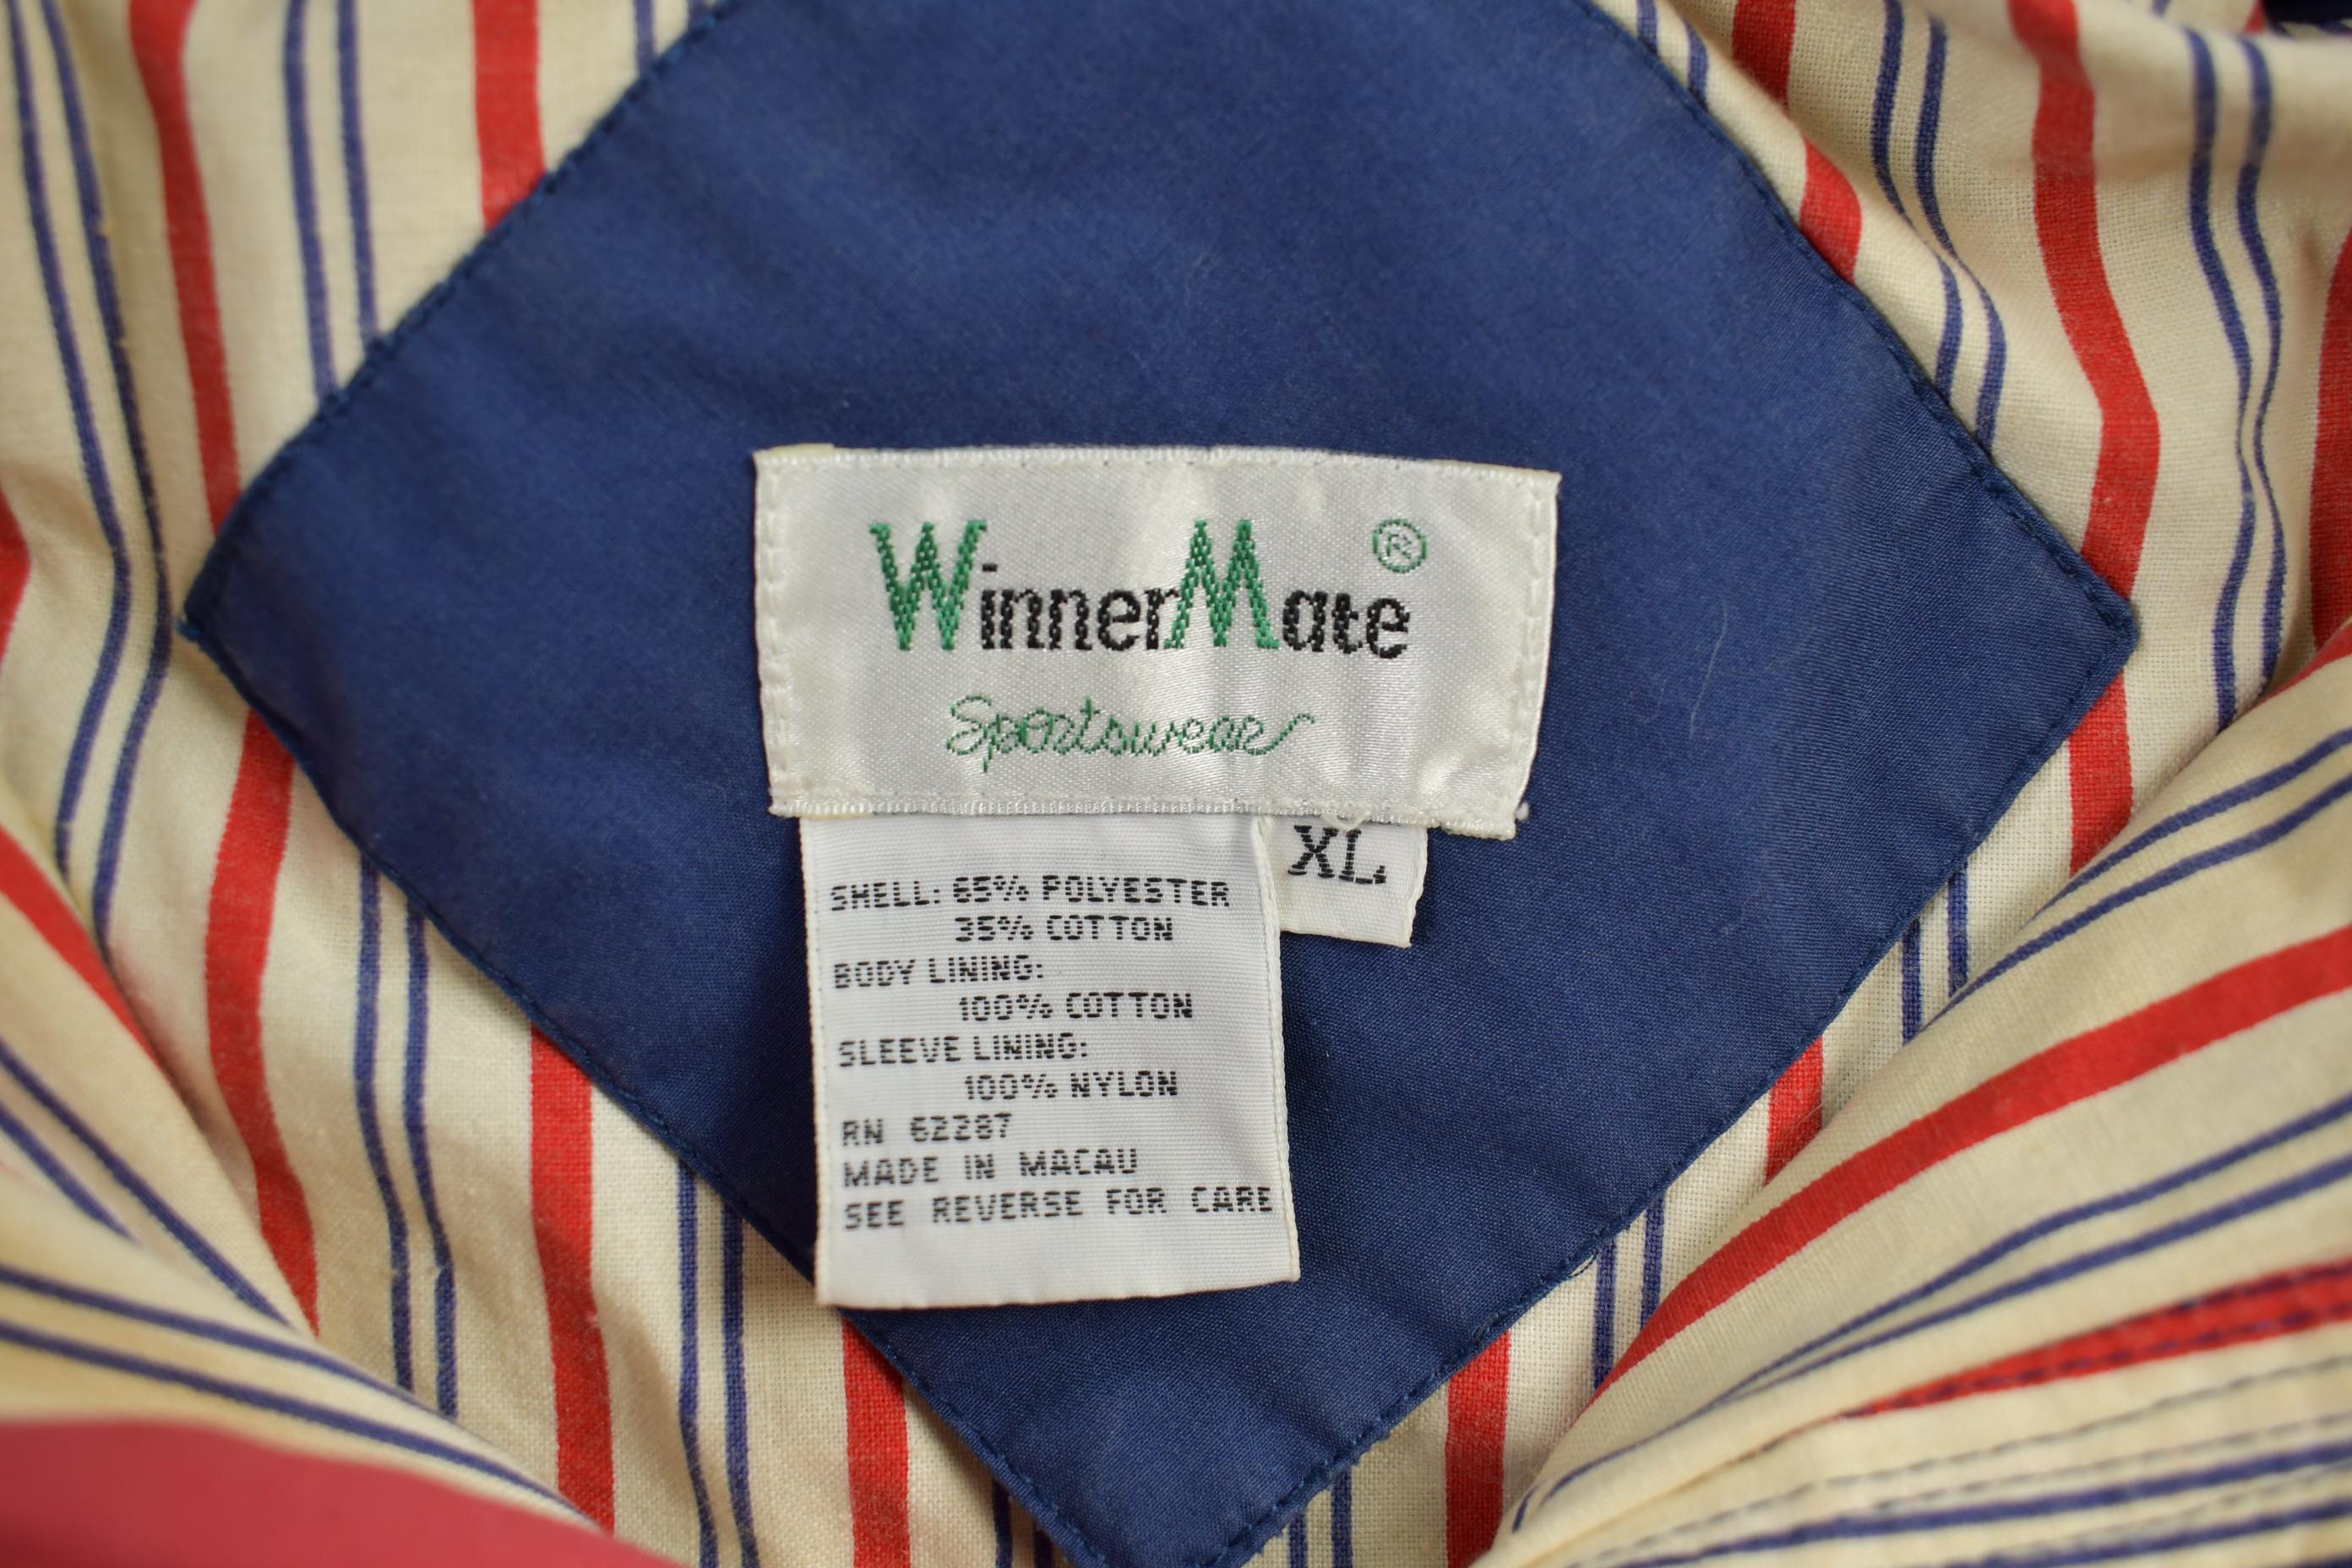 WinnerMate®
Sportswear
XL
SHELL: 65% POLYESTER
35% COTTON
BODY LINING:
100% COTTON
SLEEVE LINING:
100% NYLON
RN 62287
MADE IN MACAU
SEE REVERSE FOR CARE